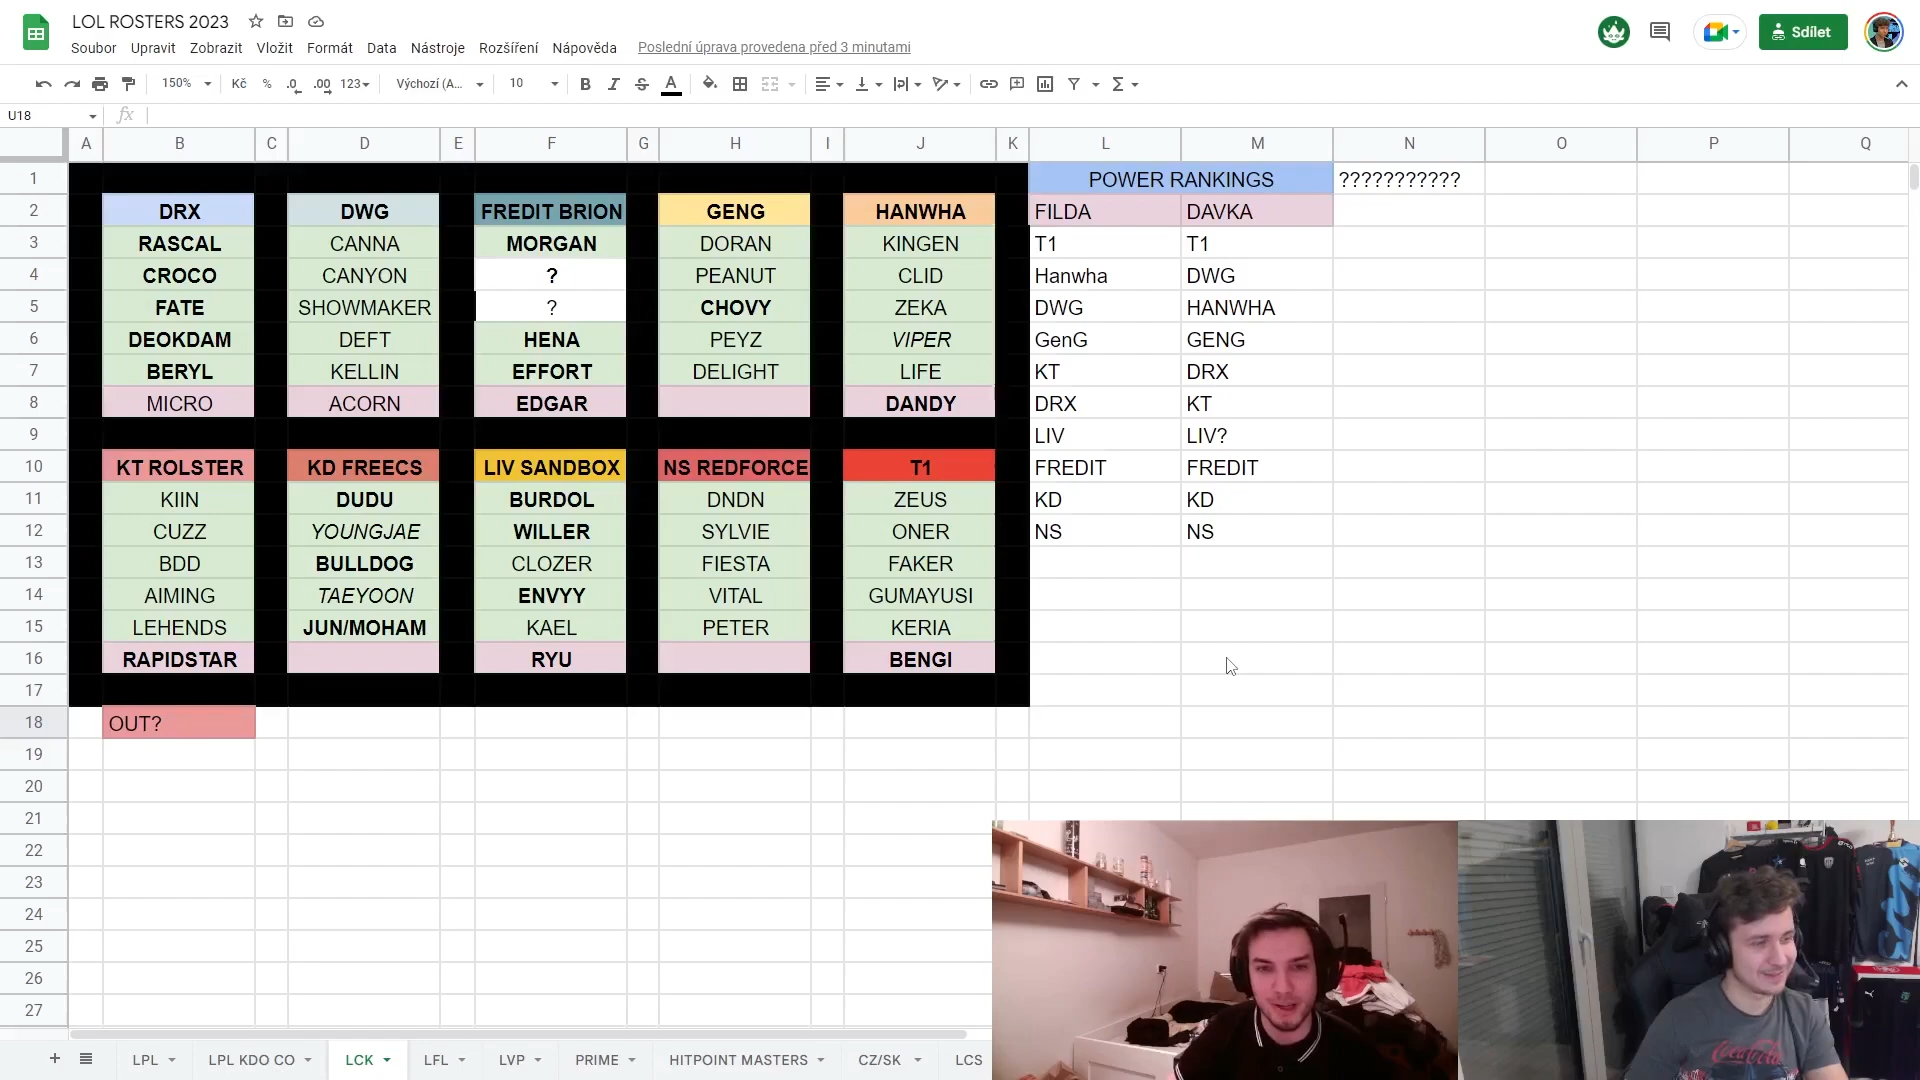 LOL ROSTERS 2023
Soubor Upravit Zobrazit Vložit Formát Data Nástroje Rozšíření Nápověda Poslední úprava provedena před 3 minutami
Sdílet
150% Kč % .0 .00 123 Výchozí (A... 10 B I S A
U18 fx
A B C D E F G H I J K L M N O P Q
1 POWER RANKINGS ???????????
2 DRX DWG FREDIT BRION GENG HANWHA FILDA DAVKA
3 RASCAL CANNA MORGAN DORAN KINGEN T1 T1
4 CROCO CANYON ? PEANUT CLID Hanwha DWG
5 FATE SHOWMAKER ? CHOVY ZEKA DWG HANWHA
6 DEOKDAM DEFT HENA PEYZ VIPER GenG GENG
7 BERYL KELLIN EFFORT DELIGHT LIFE KT DRX
8 MICRO ACORN EDGAR DANDY DRX KT
9 LIV LIV?
10 KT ROLSTER KD FREECS LIV SANDBOX NS REDFORCE T1 FREDIT FREDIT
11 KIIN DUDU BURDOL DNDN ZEUS KD KD
12 CUZZ YOUNGJAE WILLER SYLVIE ONER NS NS
13 BDD BULLDOG CLOZER FIESTA FAKER
14 AIMING TAEYOON ENVYY VITAL GUMAYUSI
15 LEHENDS JUN/MOHAM KAEL PETER KERIA
16 RAPIDSTAR RYU BENGI
17
18 OUT?
19
20
21
22
23
24
25
26
27
Coca-Cola
LPL LPL KDO CO LCK LFL LVP PRIME HITPOINT MASTERS CZ/SK LCS